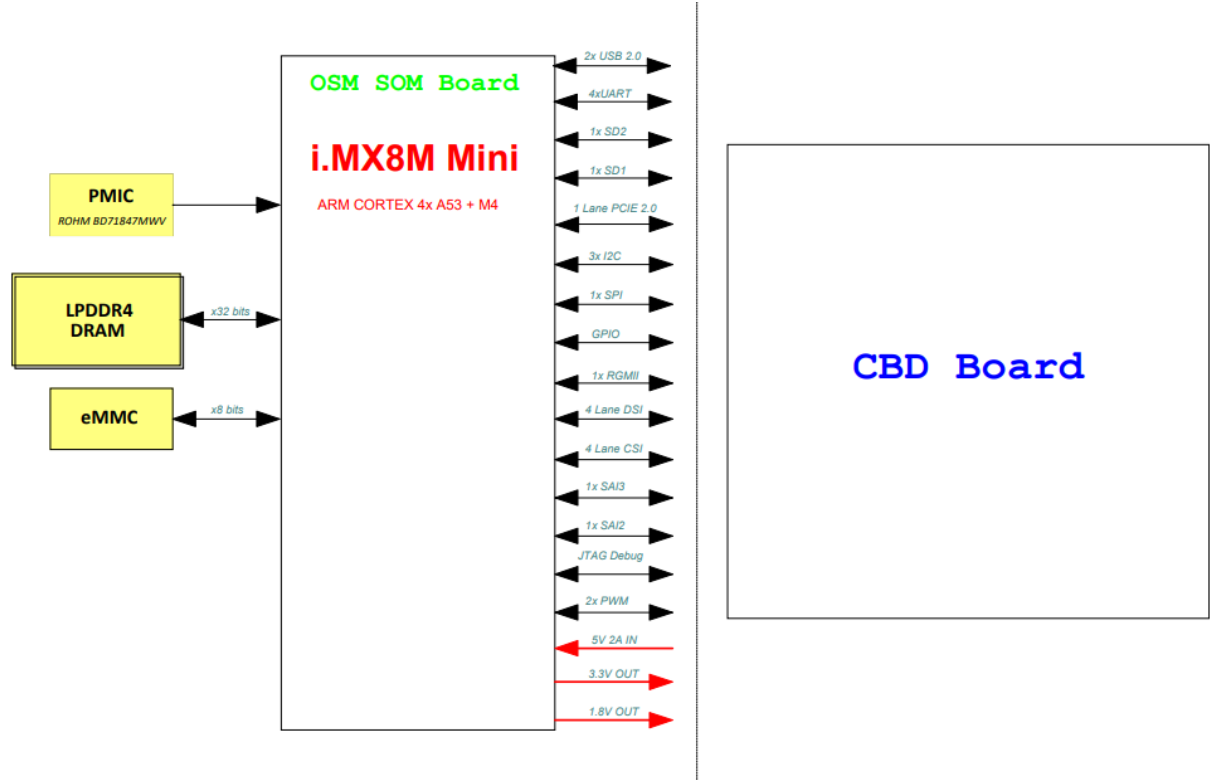 OSM SOM Board
i.MX8M Mini
ARM CORTEX 4x A53 + M4
PMIC
ROHM BD71847MWV
LPDDR4
DRAM
x32 bits
eMMC
x8 bits
2x USB 2.0
4xUART
1x SD2
1x SD1
1 Lane PCIE 2.0
3x I2C
1x SPI
GPIO
1x RGMII
4 Lane DSI
4 Lane CSI
1x SAI3
1x SAI2
JTAG Debug
2x PWM
5V 2A IN
3.3V OUT
1.8V OUT
CBD Board